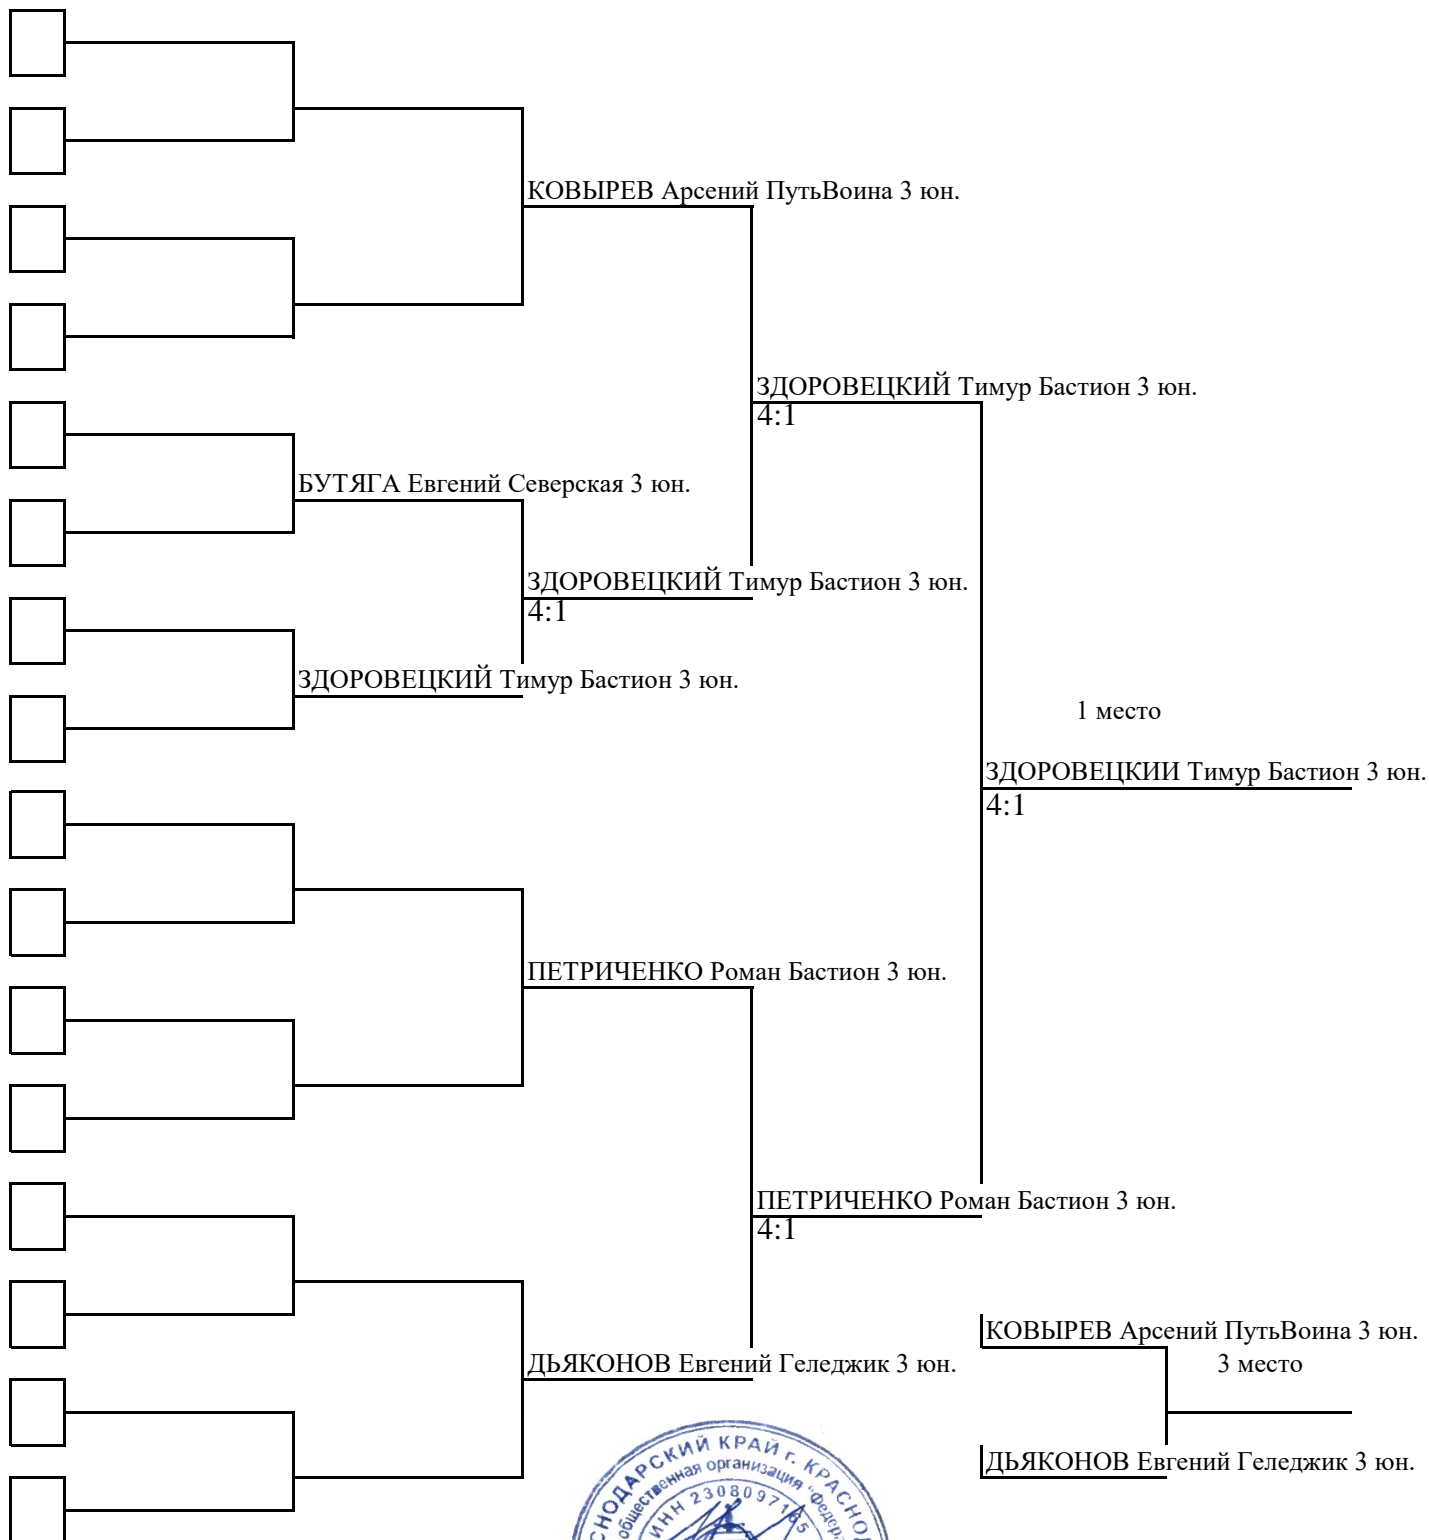 КОВЫРЕВ Арсений ПутьВоина 3 юн.
ЗДОРОВЕЦКИЙ Тимур Бастион 3 юн.
4:1
БУТЯГА Евгений Северская 3 юн.
ЗДОРОВЕЦКИЙ Тимур Бастион 3 юн.
4:1
ЗДОРОВЕЦКИЙ Тимур Бастион 3 юн.
1 место
ЗДОРОВЕЦКИИ Тимур Бастион 3 юн.
4:1
ПЕТРИЧЕНКО Роман Бастион 3 юн.
ПЕТРИЧЕНКО Роман Бастион 3 юн.
4:1
КОВЫРЕВ Арсений ПутьВоина 3 юн.
ДЬЯКОНОВ Евгений Геледжик 3 юн.
3 место
ДЬЯКОНОВ Евгений Геледжик 3 юн.
КРАЙ г.
общественная организация
ИНН 2308097165